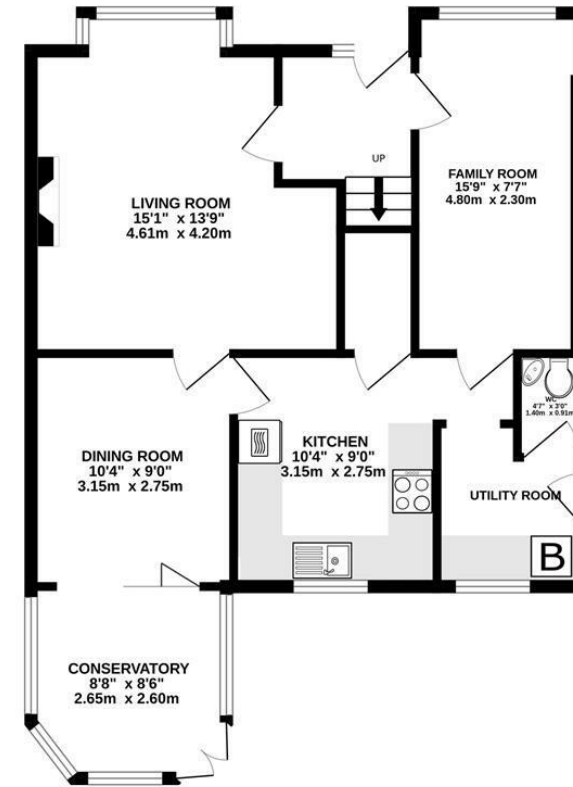 UP
FAMILY ROOM
15'9" x 7'7"
4.80m x 2.30m
LIVING ROOM
15'1" x 13'9"
4.61m x 4.20m
WC
4'7" x 3'0"
1.40m x 0.91m
DINING ROOM
10'4" x 9'0"
3.15m x 2.75m
KITCHEN
10'4" x 9'0"
3.15m x 2.75m
UTILITY ROOM
B
CONSERVATORY
8'8" x 8'6"
2.65m x 2.60m